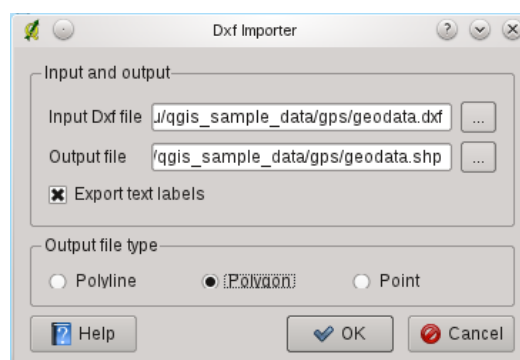 Dxf Importer
Input and output
Input Dxf file u/qgis_sample_data/gps/geodata.dxf ...
Output file /qgis_sample_data/gps/geodata.shp ...
Export text labels
Output file type
Polyline Polygon Point
Help OK Cancel